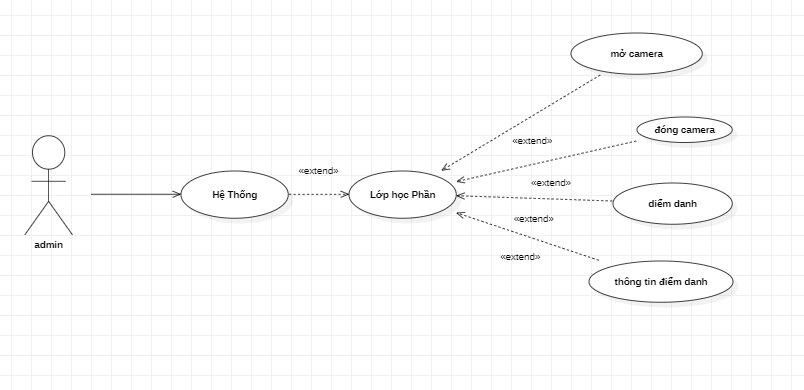 mở camera
«extend»
đóng camera
«extend»
«extend»
Hệ Thống
Lớp học Phần
điểm danh
«extend»
admin
«extend»
thông tin điểm danh